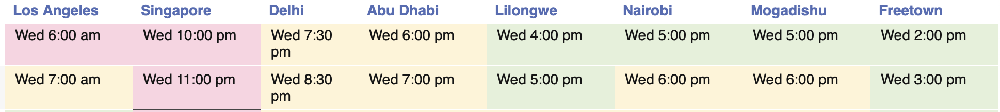 Los Angeles Singapore Delhi Abu Dhabi Lilongwe Nairobi Mogadishu Freetown
Wed 6:00 am Wed 10:00 pm Wed 7:30 pm Wed 6:00 pm Wed 4:00 pm Wed 5:00 pm Wed 5:00 pm Wed 2:00 pm
Wed 7:00 am Wed 11:00 pm Wed 8:30 pm Wed 7:00 pm Wed 5:00 pm Wed 6:00 pm Wed 6:00 pm Wed 3:00 pm